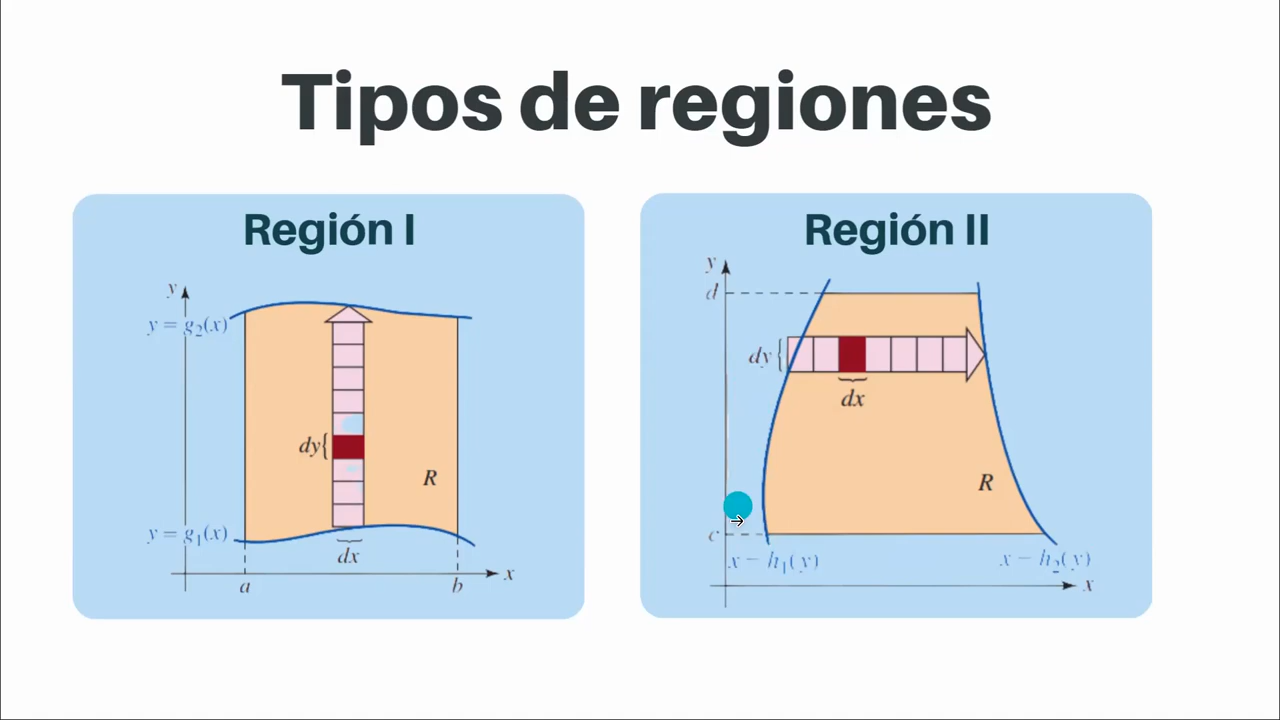 Tipos de regiones
Región I
y
y = g₂(x)
dy{
R
y = g₁(x)
dx
x
a
b
Región II
y
d
dy{
dx
R
c
x = h₁(y)
x = h₂(y)
x